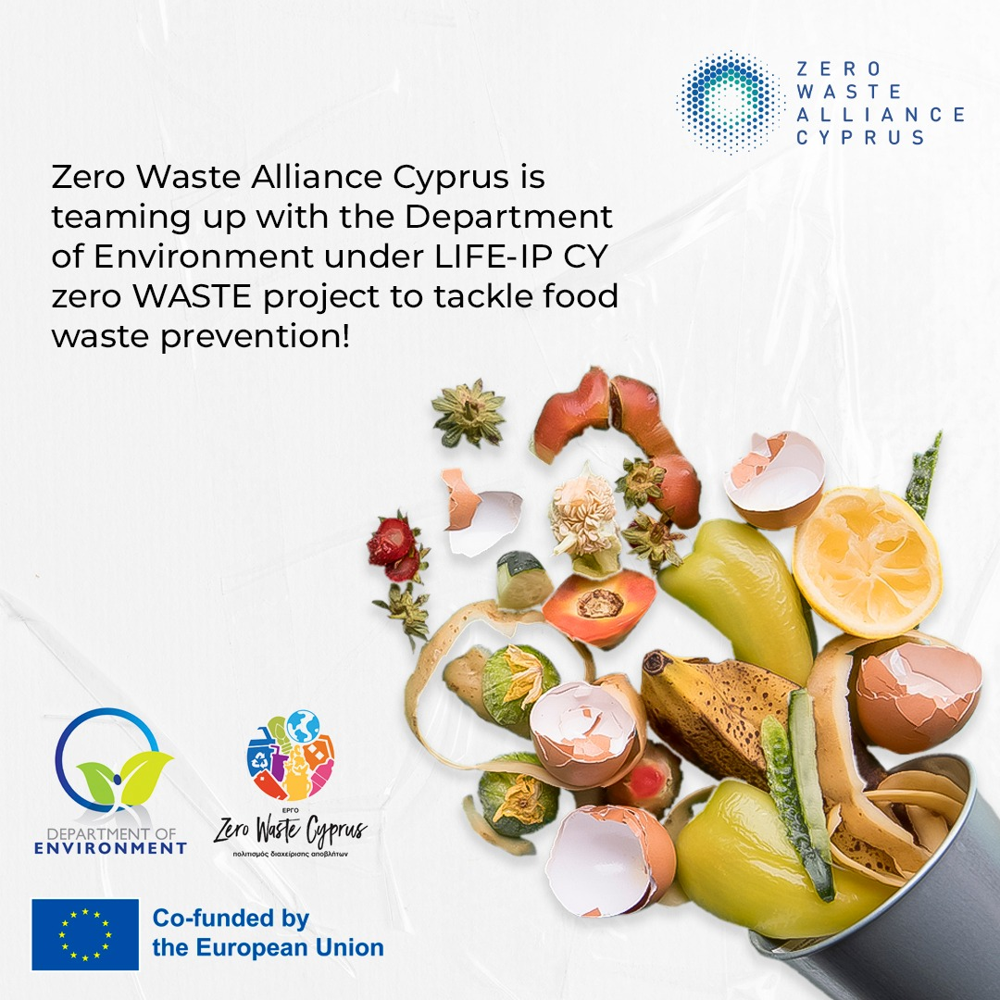 ZERO
WASTE
ALLIANCE
CYPRUS
Zero Waste Alliance Cyprus is
teaming up with the Department
of Environment under LIFE-IP CY
zero WASTE project to tackle food
waste prevention!
DEPARTMENT OF
ENVIRONMENT
ΕΡΓΟ
Zero Waste Cyprus
πολιτισμός διαχείρισης αποβλήτων
Co-funded by
the European Union